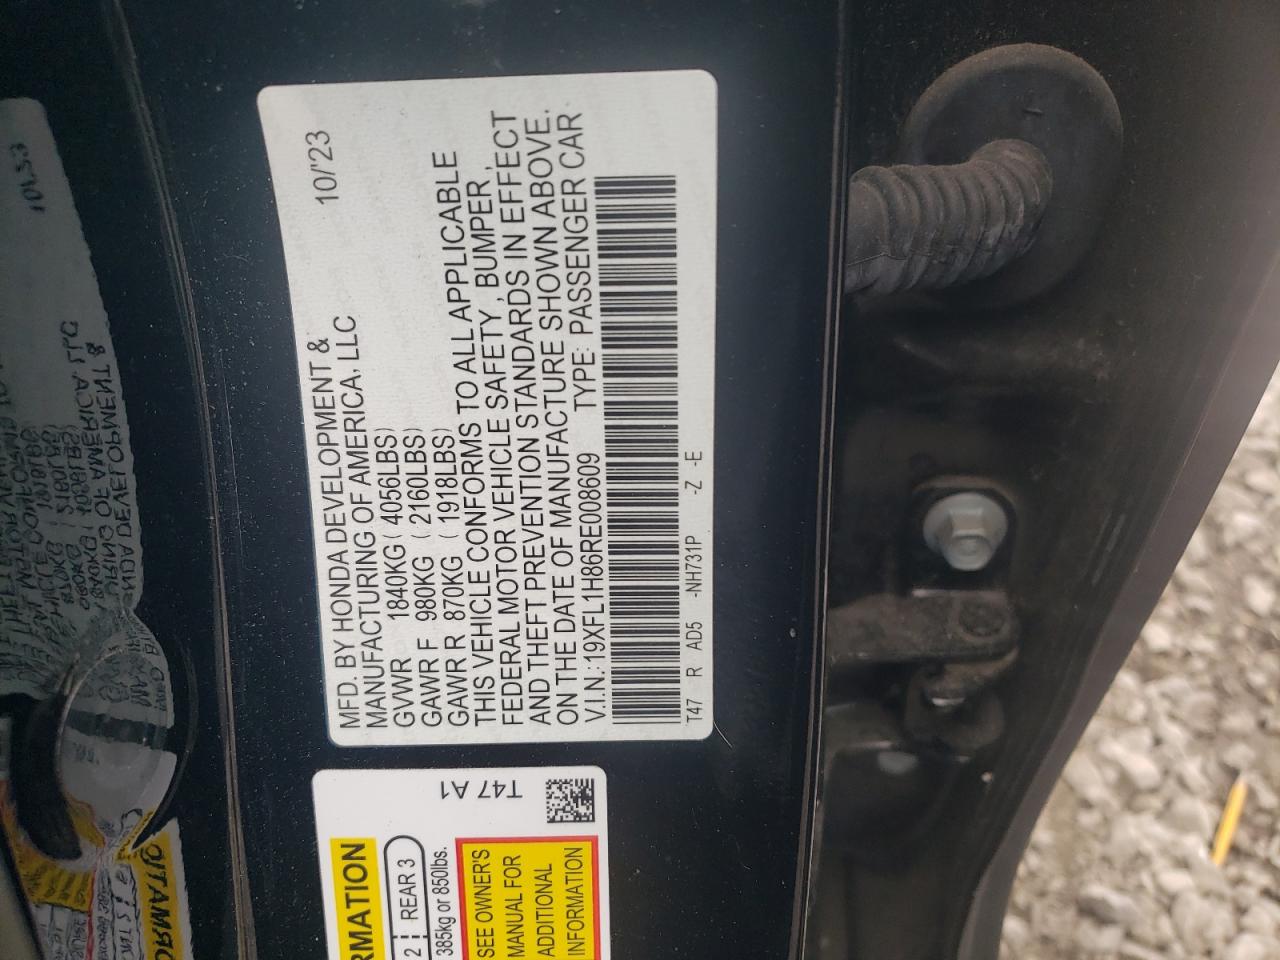 MFD. BY HONDA DEVELOPMENT & 10/'23
MANUFACTURING OF AMERICA, LLC
GVWR 1840KG ( 4056LBS)
GAWR F 980KG ( 2160LBS)
GAWR R 870KG ( 1918LBS)
THIS VEHICLE CONFORMS TO ALL APPLICABLE
FEDERAL MOTOR VEHICLE SAFETY, BUMPER,
AND THEFT PREVENTION STANDARDS IN EFFECT
ON THE DATE OF MANUFACTURE SHOWN ABOVE.
V.I.N.:19XFL1H86RE008609 TYPE: PASSENGER CAR
T47 R AD5 -NH731P -Z -E
T47 A1
RMATION
2 REAR 3
385kg or 850lbs.
SEE OWNER'S
MANUAL FOR
ADDITIONAL
INFORMATION